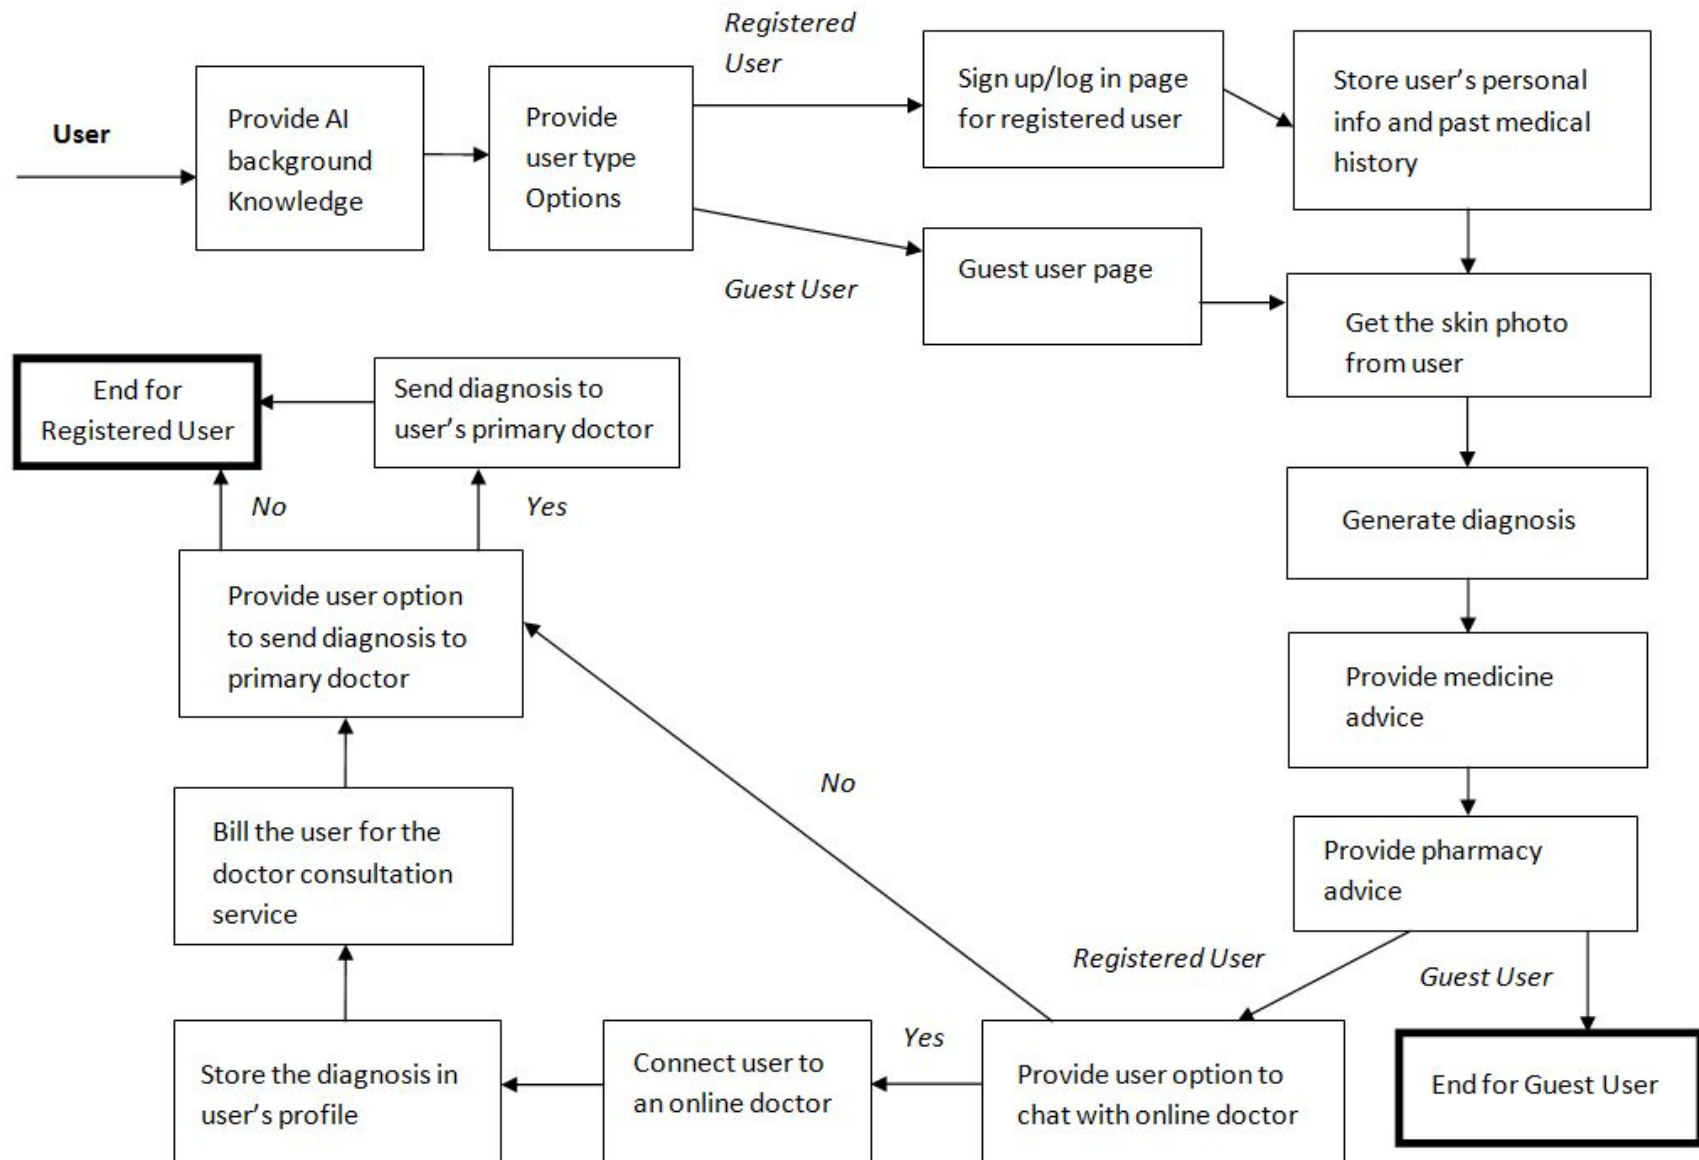 Registered
User
User
Provide AI
background
Knowledge
Provide
user type
Options
Sign up/log in page
for registered user
Store user's personal
info and past medical
history
Guest User
Guest user page
Get the skin photo
from user
End for
Registered User
Send diagnosis to
user's primary doctor
No
Yes
Generate diagnosis
Provide user option
to send diagnosis to
primary doctor
Provide medicine
advice
No
Bill the user for the
doctor consultation
service
Provide pharmacy
advice
Registered User
Guest User
Store the diagnosis in
user's profile
Connect user to
an online doctor
Yes
Provide user option to
chat with online doctor
End for Guest User